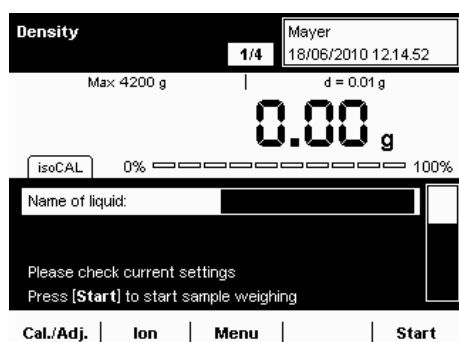 Density
1/4
Mayer
18/06/2010 12.14.52
Max 4200 g
d = 0.01 g
0.00 g
isoCAL 0% 100%
Name of liquid:
Please check current settings
Press [Start] to start sample weighing
Cal./Adj. Ion Menu Start